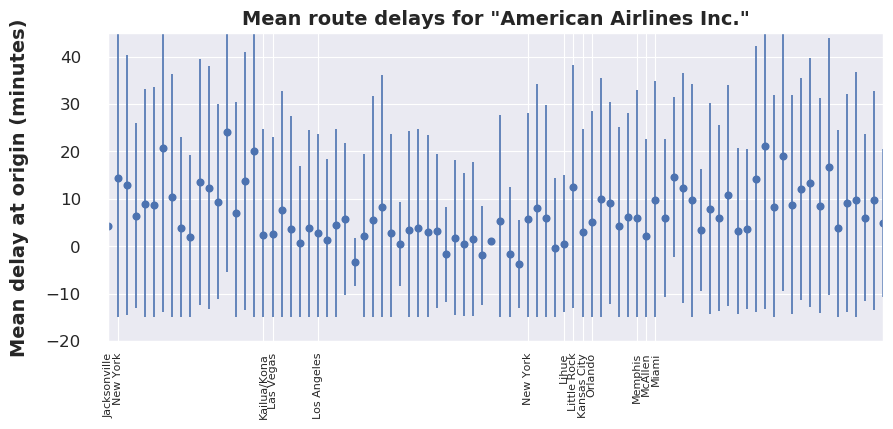 Mean route delays for "American Airlines Inc."
Mean delay at origin (minutes)
40
30
20
10
0
−10
−20
Jacksonville
New York
Kailua/Kona
Las Vegas
Los Angeles
New York
Lihue
Little Rock
Kansas City
Orlando
Memphis
McAllen
Miami